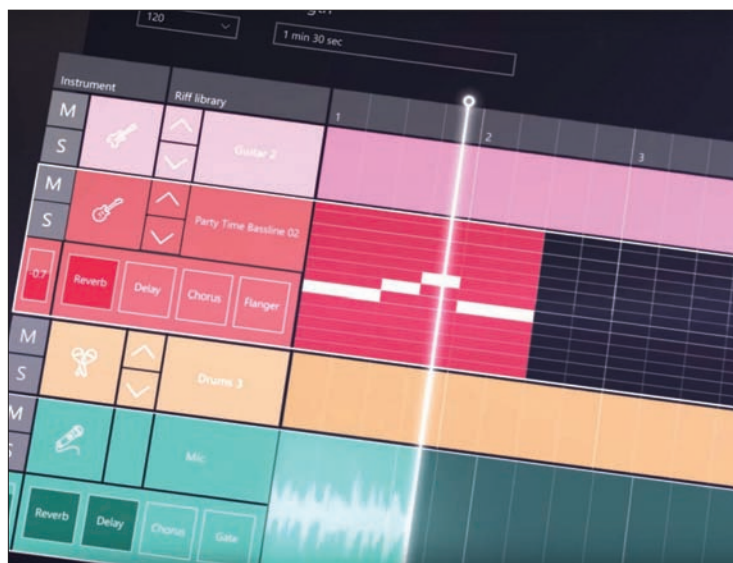 120
1 min 30 sec
Instrument
Riff library
1
2
3
M
S
Guitar 2
M
S
Party Time Bassline 02
-0.7
Reverb
Delay
Chorus
Flanger
M
S
Drums 3
M
S
Mic
Reverb
Delay
Chorus
Gate